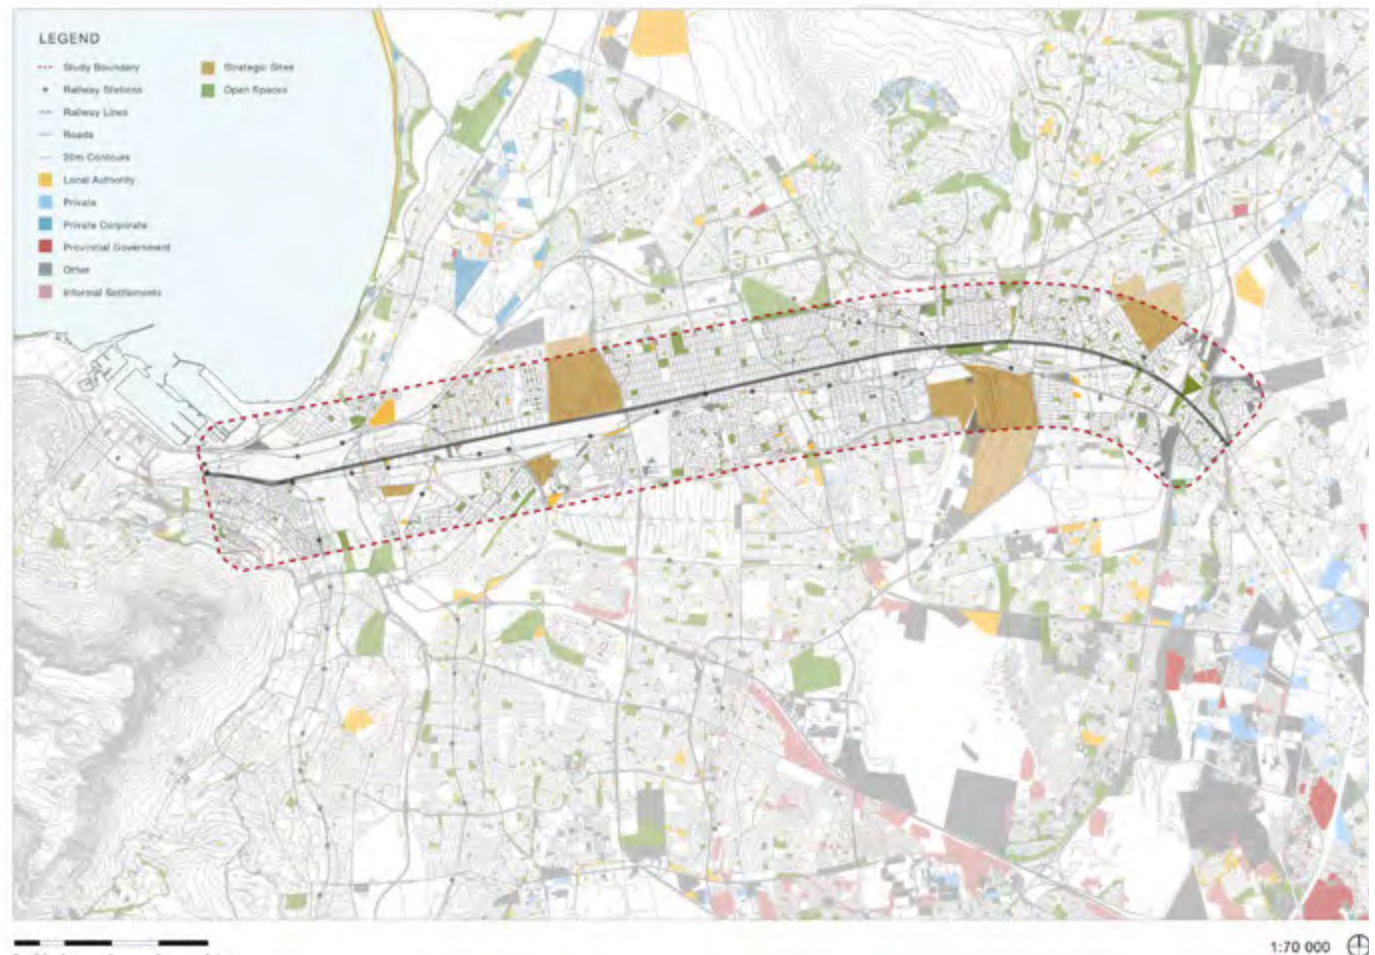 LEGEND
Study Boundary
Railway Stations
Railway Lines
Roads
20m Contours
Local Authority
Private
Private Corporate
Provincial Government
Other
Informal Settlements
Strategic Sites
Open Spaces
1:70 000